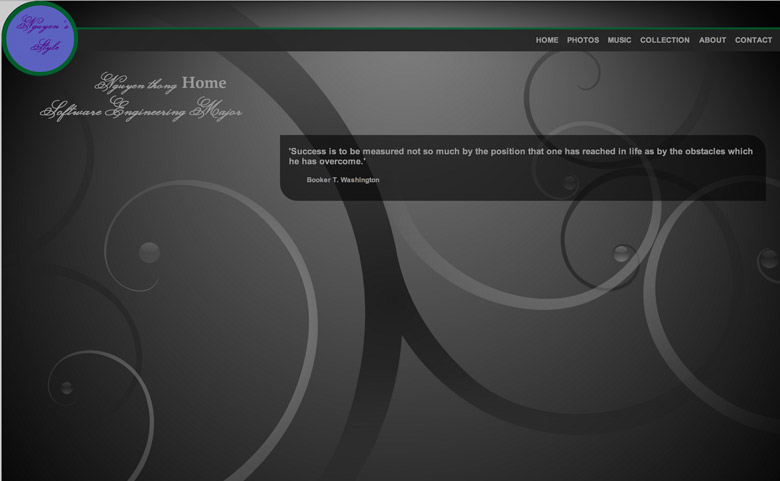 Nguyen's
Style
HOME PHOTOS MUSIC COLLECTION ABOUT CONTACT
Nguyen thong Home
Software Engineering Major
"Success is to be measured not so much by the position that one has reached in life as by the obstacles which
he has overcome."
Booker T. Washington